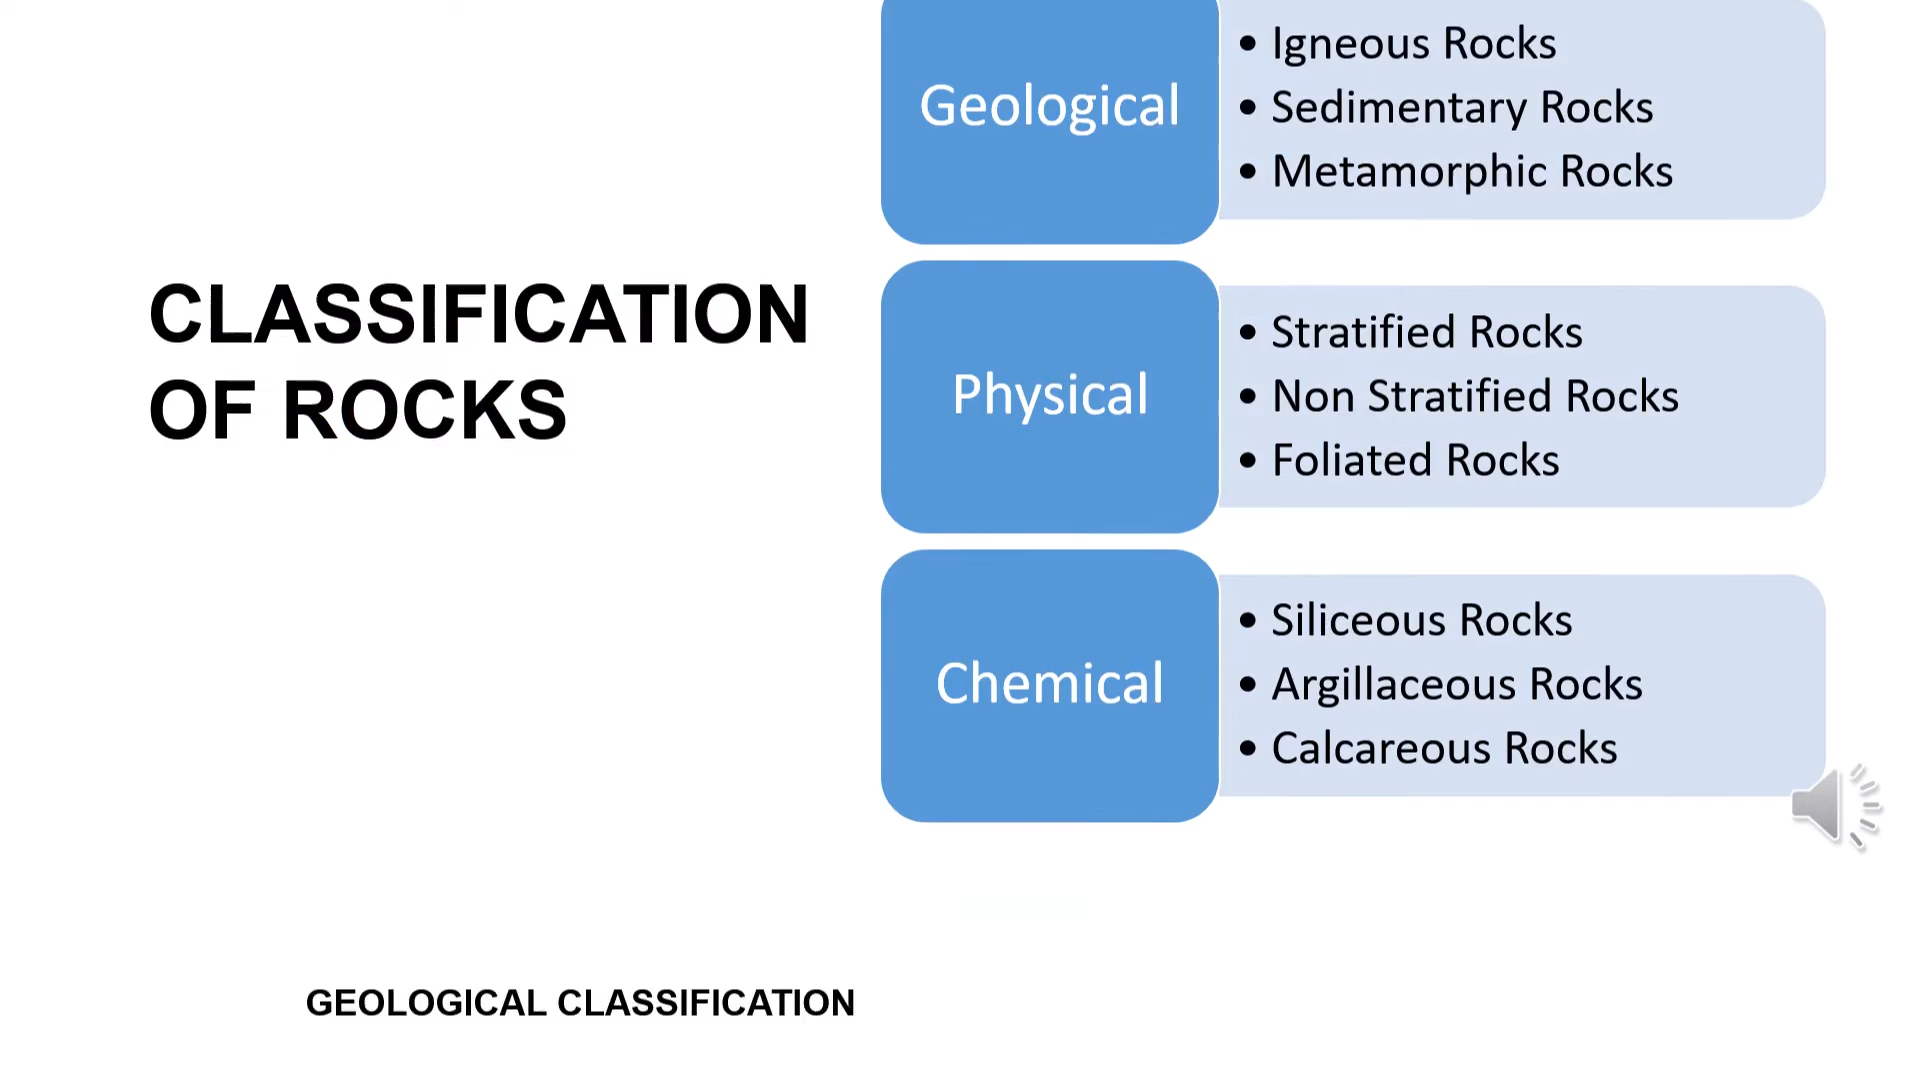 CLASSIFICATION
OF ROCKS
Geological
• Igneous Rocks
• Sedimentary Rocks
• Metamorphic Rocks
Physical
• Stratified Rocks
• Non Stratified Rocks
• Foliated Rocks
Chemical
• Siliceous Rocks
• Argillaceous Rocks
• Calcareous Rocks
GEOLOGICAL CLASSIFICATION